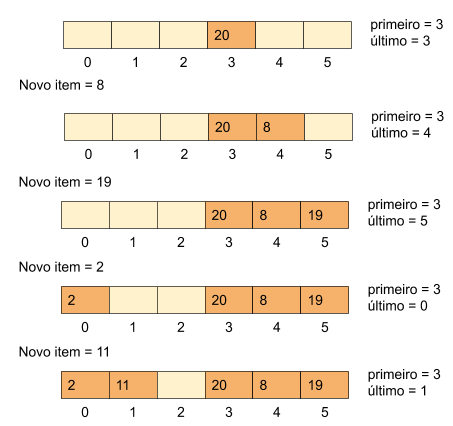 20
primeiro = 3
último = 3
0 1 2 3 4 5
Novo item = 8
20 8
primeiro = 3
último = 4
0 1 2 3 4 5
Novo item = 19
20 8 19
primeiro = 3
último = 5
0 1 2 3 4 5
Novo item = 2
2 20 8 19
primeiro = 3
último = 0
0 1 2 3 4 5
Novo item = 11
2 11 20 8 19
primeiro = 3
último = 1
0 1 2 3 4 5